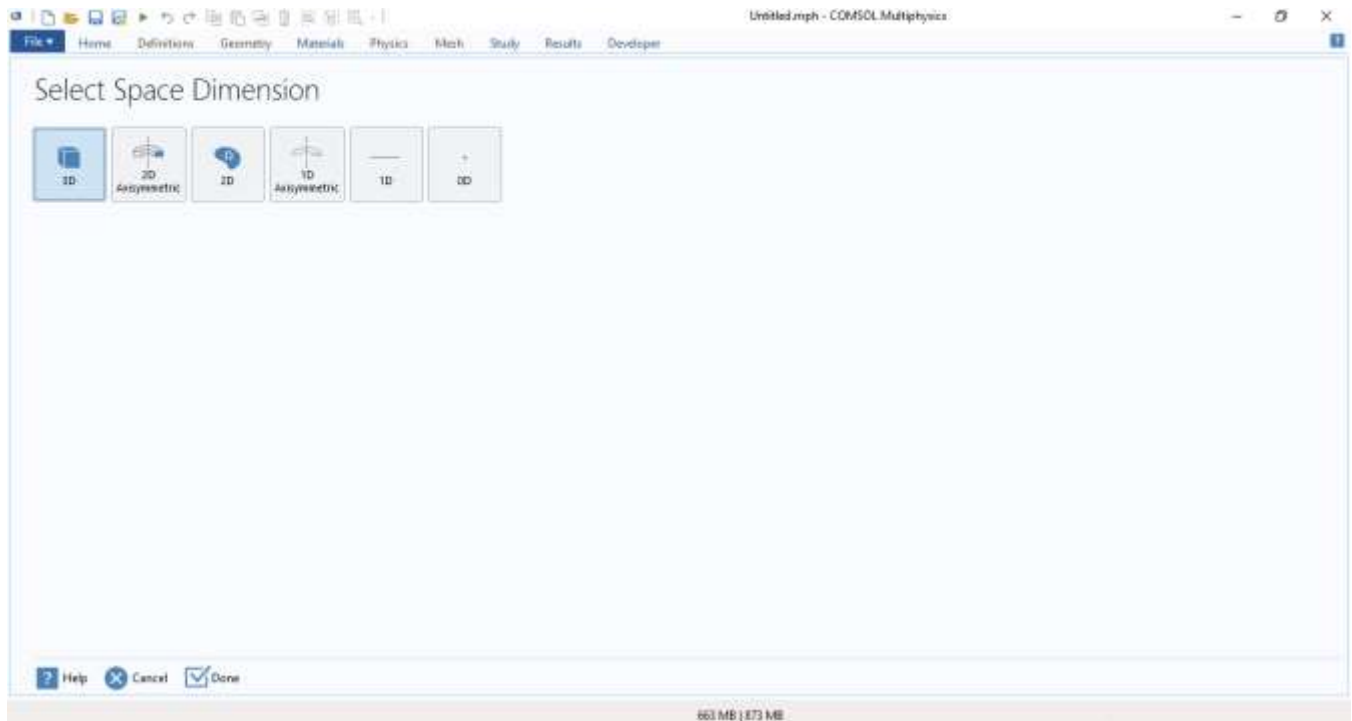 Untitled.mph - COMSOL Multiphysics
File Home Definitions Geometry Materials Physics Mesh Study Results Developer
Select Space Dimension
3D
2D Axisymmetric
2D
1D Axisymmetric
1D
0D
Help Cancel Done
663 MB | 873 MB